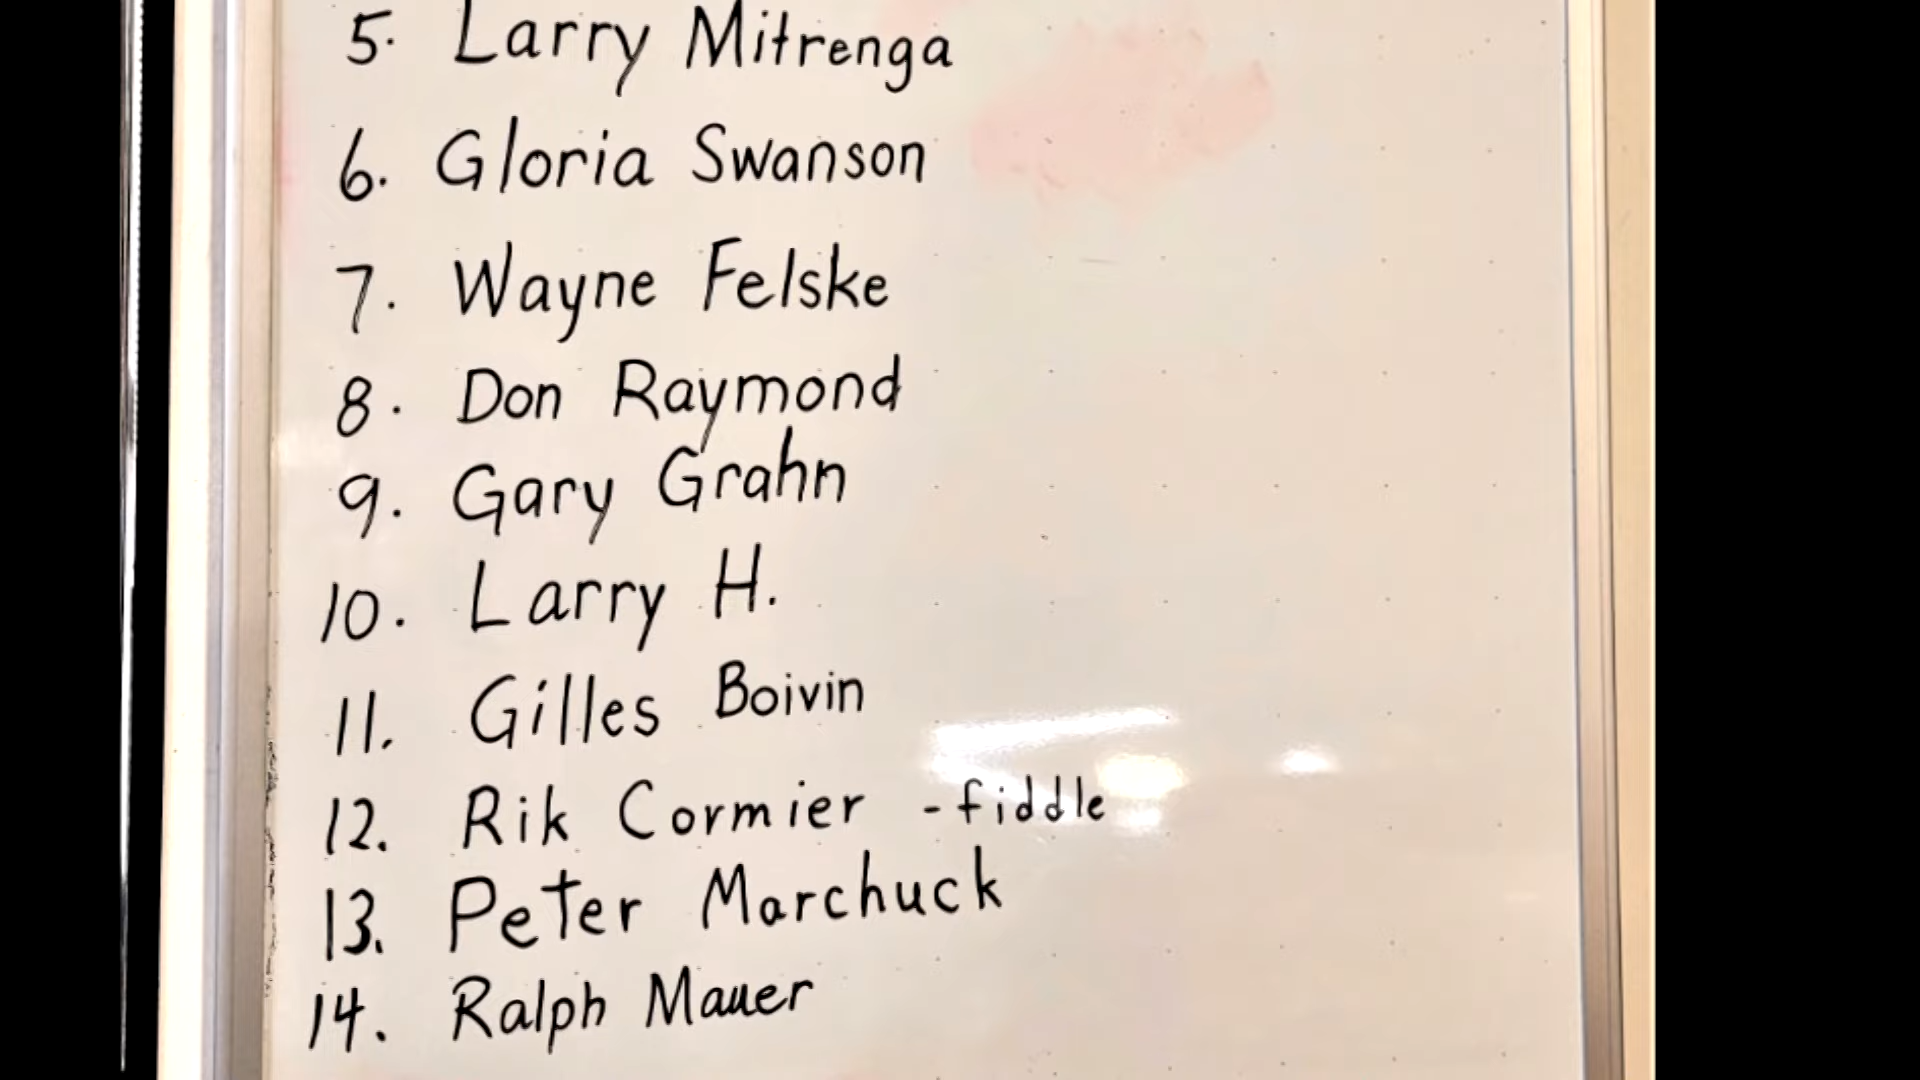 5. Larry Mitrenga
6. Gloria Swanson
7. Wayne Felske
8. Don Raymond
9. Gary Grahn
10. Larry H.
11. Gilles Boivin
12. Rik Cormier - fiddle
13. Peter Marchuck
14. Ralph Mauer